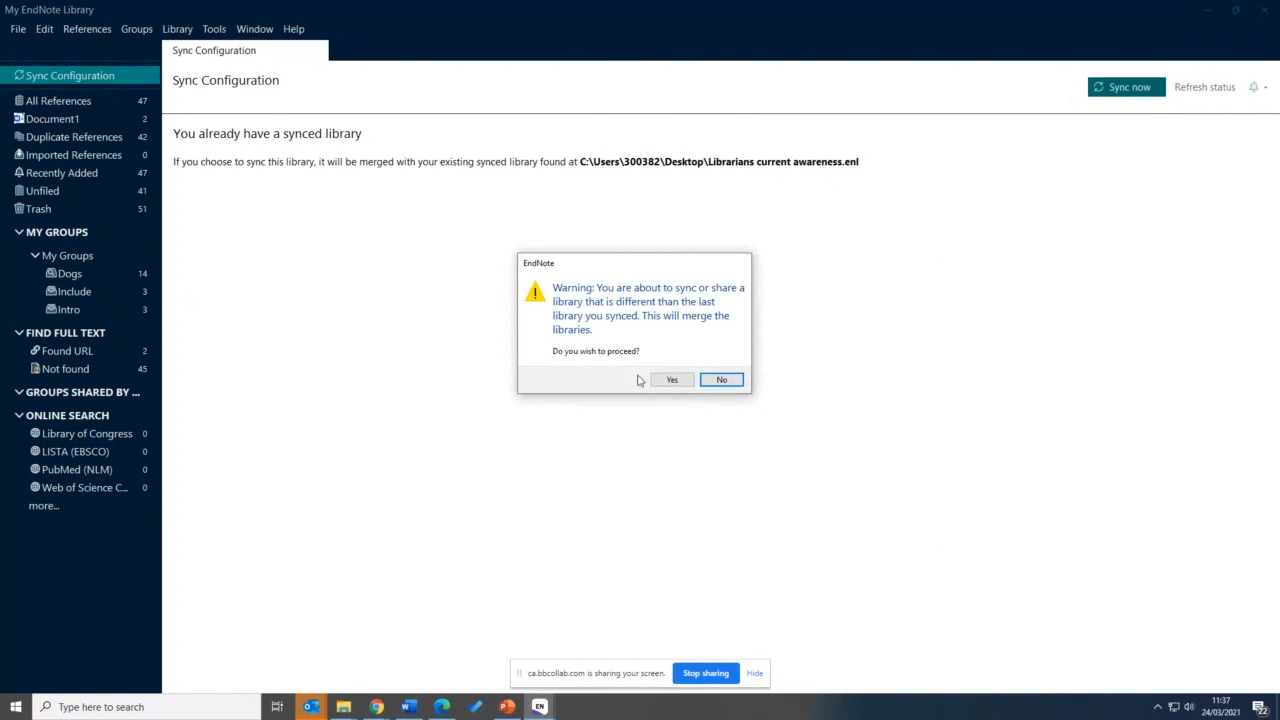 My EndNote Library
File Edit References Groups Library Tools Window Help
Sync Configuration
Sync Configuration
Sync Configuration
Sync now
Refresh status
All References 47
Document1 2
Duplicate References 42
Imported References 0
Recently Added 47
Unfiled 41
Trash 51
MY GROUPS
My Groups
Dogs 14
Include 3
Intro 3
FIND FULL TEXT
Found URL 2
Not found 45
GROUPS SHARED BY ...
ONLINE SEARCH
Library of Congress 0
LISTA (EBSCO) 0
PubMed (NLM) 0
Web of Science C... 0
more...
You already have a synced library
If you choose to sync this library, it will be merged with your existing synced library found at C:\Users\300382\Desktop\Librarians current awareness.enl
EndNote
Warning: You are about to sync or share a
library that is different than the last
library you synced. This will merge the
libraries.
Do you wish to proceed?
Yes No
ca.bbcollab.com is sharing your screen. Stop sharing Hide
Type here to search
EN
11:37
24/03/2021
22